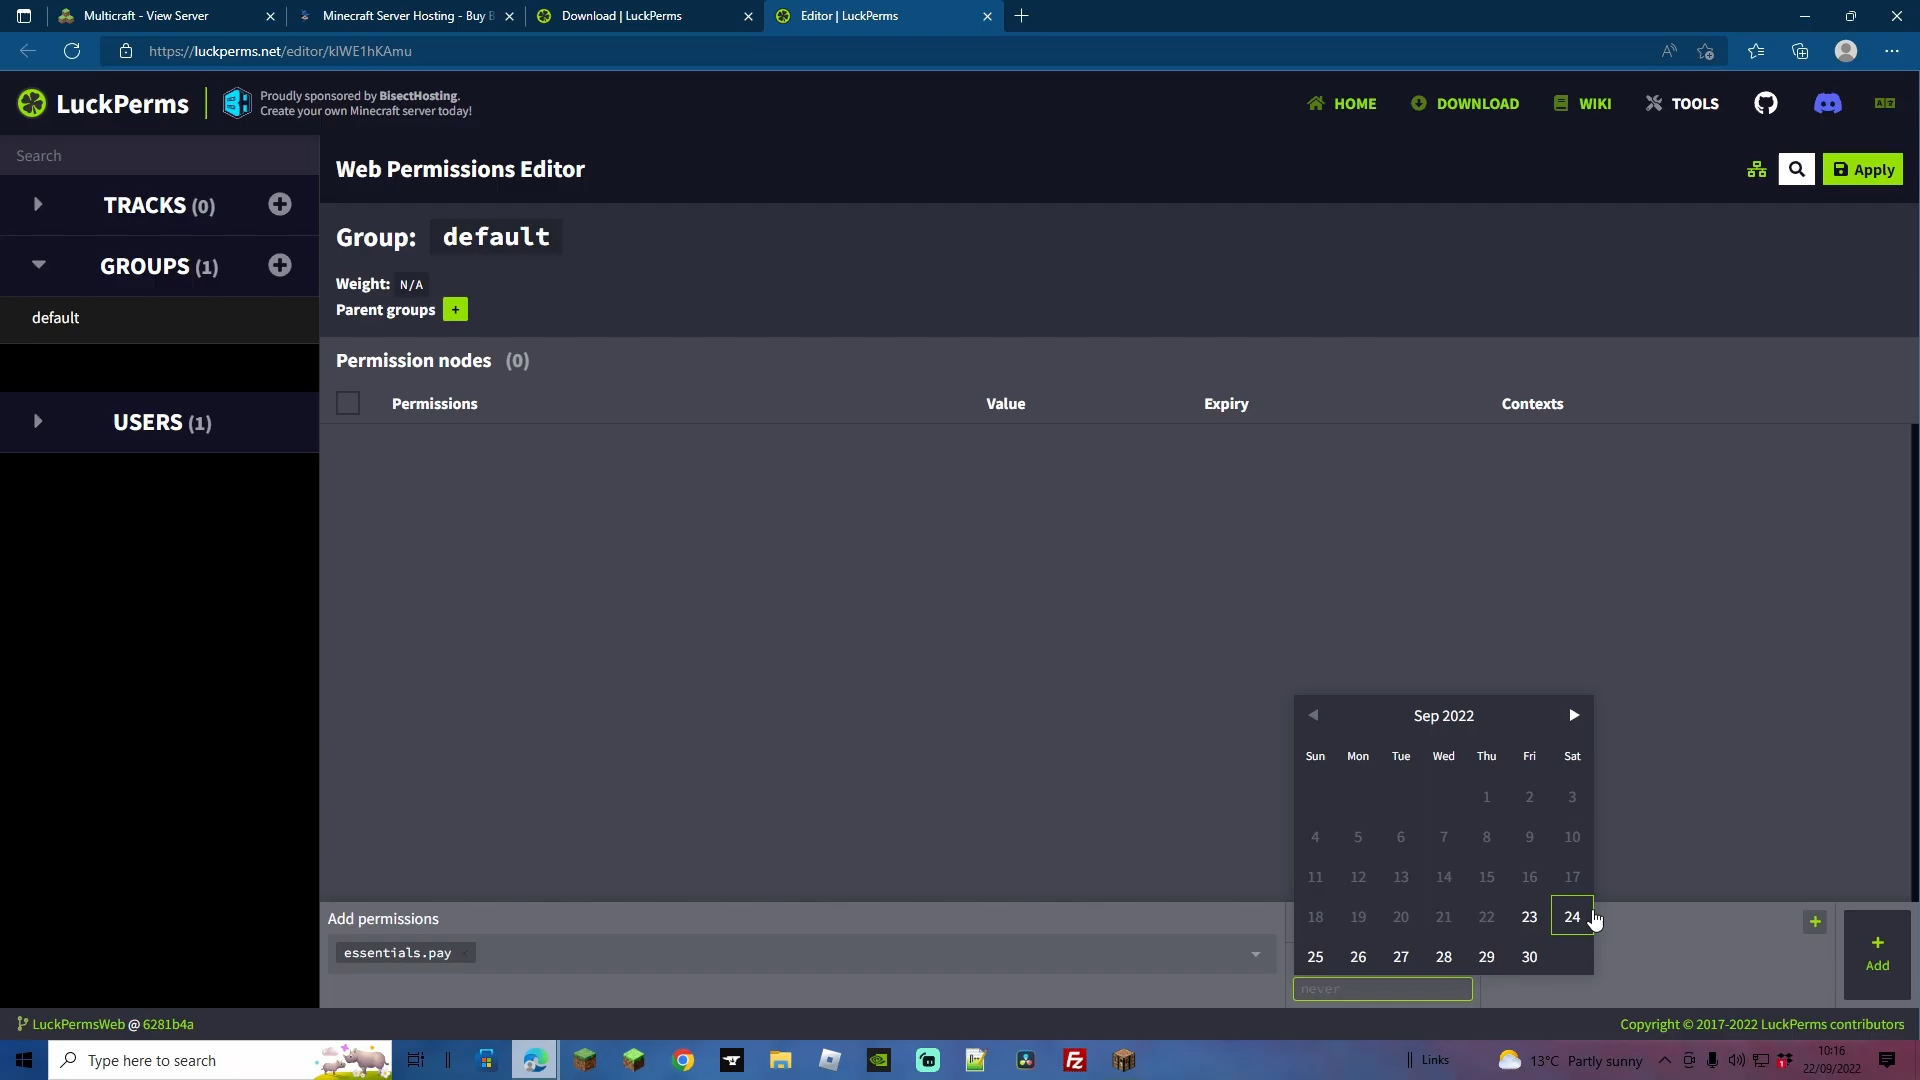 Multicraft - View Server
Minecraft Server Hosting - Buy B
Download | LuckPerms
Editor | LuckPerms
https://luckperms.net/editor/klWE1hKAmu
LuckPerms
Proudly sponsored by BisectHosting.
Create your own Minecraft server today!
HOME
DOWNLOAD
WIKI
TOOLS
Search
Web Permissions Editor
Apply
TRACKS (0)
GROUPS (1)
default
USERS (1)
Group: default
Weight: N/A
Parent groups +
Permission nodes (0)
Permissions Value Expiry Contexts
Sep 2022
Sun Mon Tue Wed Thu Fri Sat
1 2 3
4 5 6 7 8 9 10
11 12 13 14 15 16 17
18 19 20 21 22 23 24
25 26 27 28 29 30
never
Add permissions
essentials.pay
+
+
Add
LuckPermsWeb @ 6281b4a
Copyright © 2017-2022 LuckPerms contributors
Type here to search
Links
13°C Partly sunny
10:16
22/09/2022